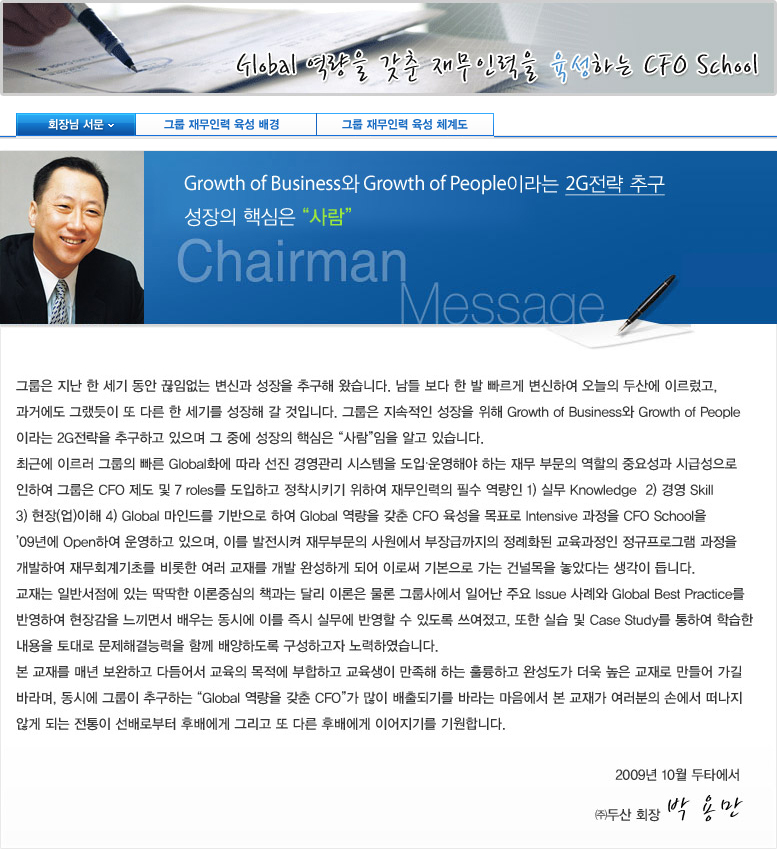 Global 역량을 갖춘 재무인력을 육성하는 CFO School
회장님 서문
그룹 재무인력 육성 배경
그룹 재무인력 육성 체계도
Growth of Business와 Growth of People이라는 2G전략 추구
성장의 핵심은 “사람”
Chairman
Message
그룹은 지난 한 세기 동안 끊임없는 변신과 성장을 추구해 왔습니다. 남들 보다 한 발 빠르게 변신하여 오늘의 두산에 이르렀고,
과거에도 그랬듯이 또 다른 한 세기를 성장해 갈 것입니다. 그룹은 지속적인 성장을 위해 Growth of Business와 Growth of People
이라는 2G전략을 추구하고 있으며 그 중에 성장의 핵심은 “사람”임을 알고 있습니다.
최근에 이르러 그룹의 빠른 Global화에 따라 선진 경영관리 시스템을 도입·운영해야 하는 재무 부문의 역할의 중요성과 시급성으로
인하여 그룹은 CFO 제도 및 7 roles를 도입하고 정착시키기 위하여 재무인력의 필수 역량인 1) 실무 Knowledge 2) 경영 Skill
3) 현장(업)이해 4) Global 마인드를 기반으로 하여 Global 역량을 갖춘 CFO 육성을 목표로 Intensive 과정을 CFO School을
’09년에 Open하여 운영하고 있으며, 이를 발전시켜 재무부문의 사원에서 부장급까지의 정례화된 교육과정인 정규프로그램 과정을
개발하여 재무회계기초를 비롯한 여러 교재를 개발 완성하게 되어 이로써 기본으로 가는 건널목을 놓았다는 생각이 듭니다.
교재는 일반서점에 있는 딱딱한 이론중심의 책과는 달리 이론은 물론 그룹사에서 일어난 주요 Issue 사례와 Global Best Practice를
반영하여 현장감을 느끼면서 배우는 동시에 이를 즉시 실무에 반영할 수 있도록 쓰여졌고, 또한 실습 및 Case Study를 통하여 학습한
내용을 토대로 문제해결능력을 함께 배양하도록 구성하고자 노력하였습니다.
본 교재를 매년 보완하고 다듬어서 교육의 목적에 부합하고 교육생이 만족해 하는 훌륭하고 완성도가 더욱 높은 교재로 만들어 가길
바라며, 동시에 그룹이 추구하는 “Global 역량을 갖춘 CFO”가 많이 배출되기를 바라는 마음에서 본 교재가 여러분의 손에서 떠나지
않게 되는 전통이 선배로부터 후배에게 그리고 또 다른 후배에게 이어지기를 기원합니다.
2009년 10월 두타에서
㈜두산 회장 박 용 만